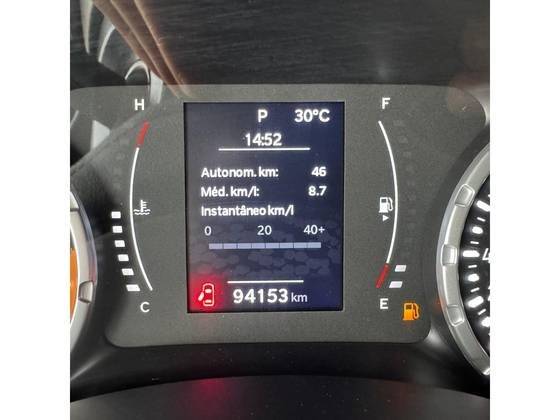 H
P 30°C
F
14:52
Autonom. km: 46
Méd. km/l: 8.7
Instantâneo km/l
0 20 40+
94153 km
C
E